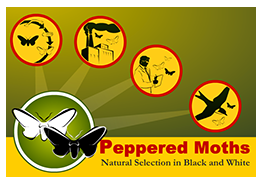 Peppered Moths
Natural Selection in Black and White